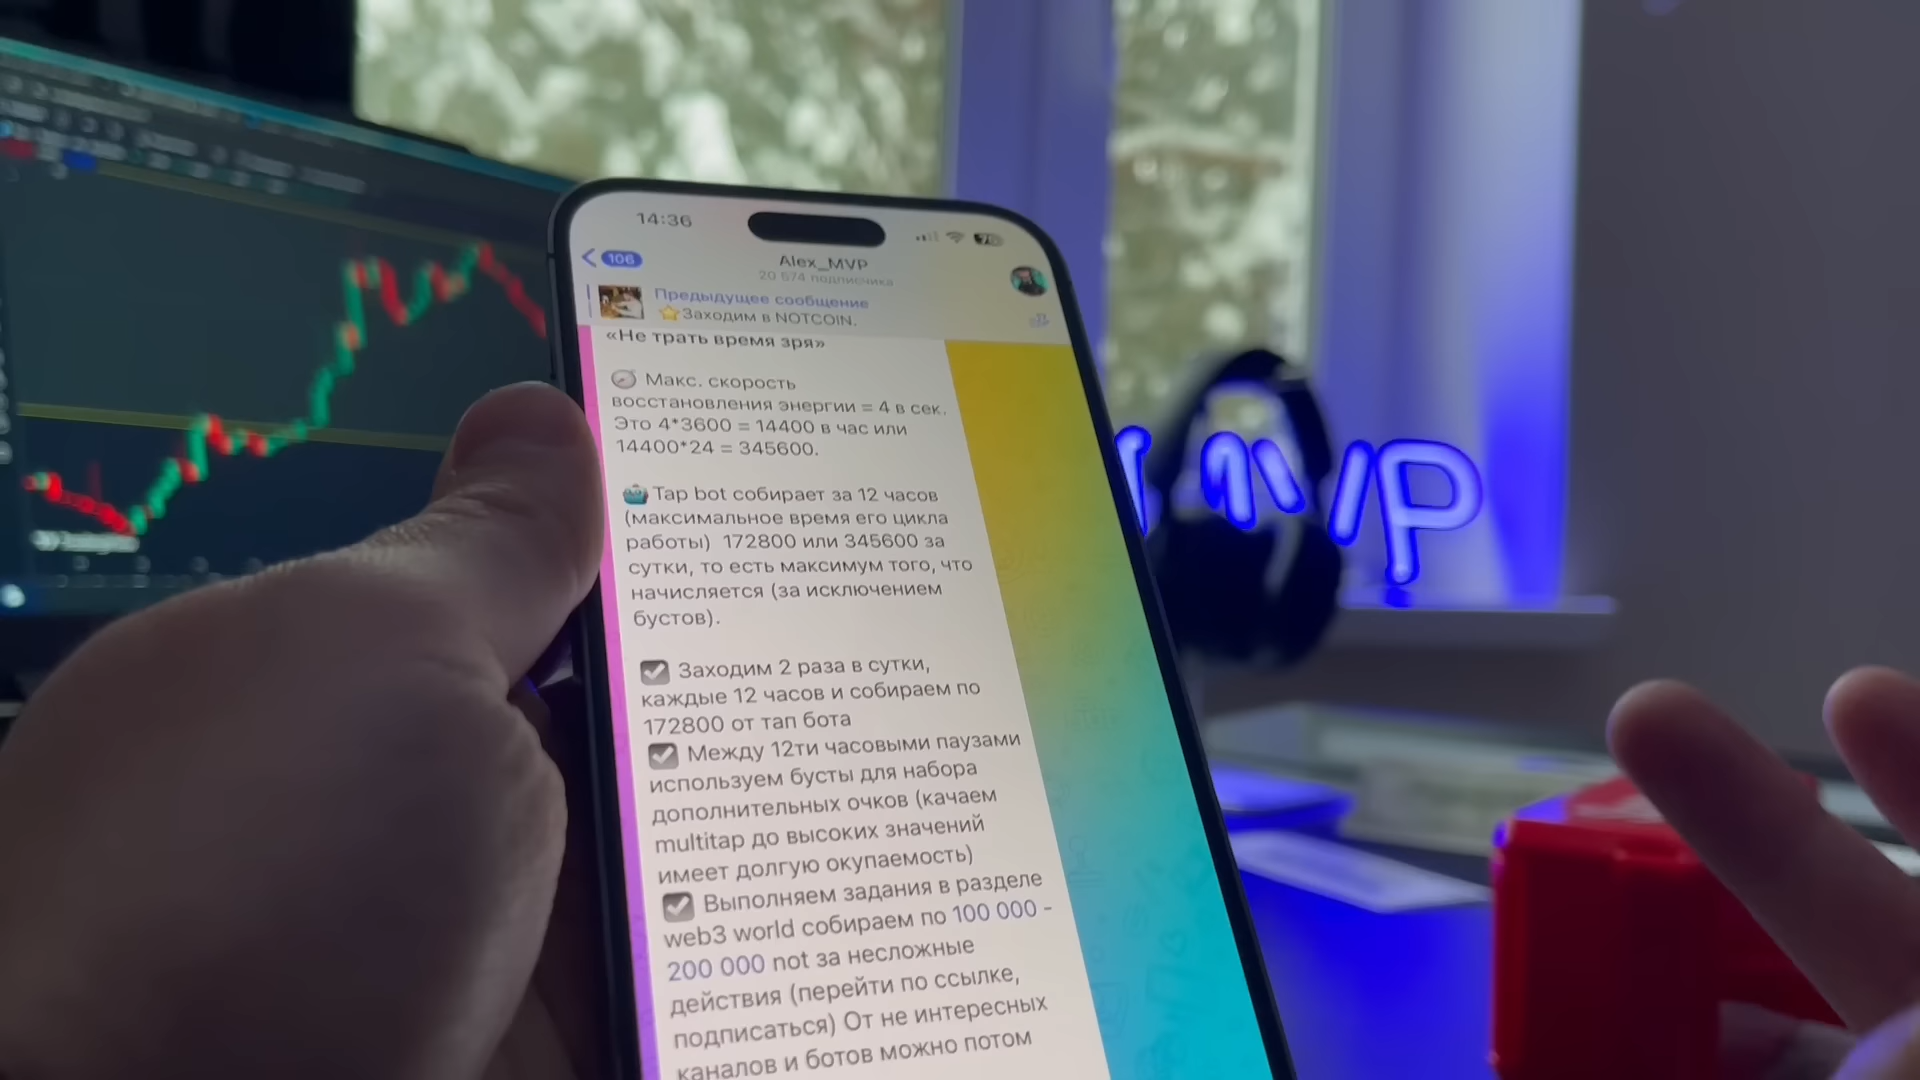 14:36
106
Alex_MVP
20 574 подписчика
Предыдущее сообщение
⭐Заходим в NOTCOIN.
«Не трать время зря»
Макс. скорость
восстановления энергии = 4 в сек.
Это 4*3600 = 14400 в час или
14400*24 = 345600.
Tap bot собирает за 12 часов
(максимальное время его цикла
работы) 172800 или 345600 за
сутки, то есть максимум того, что
начисляется (за исключением
бустов).
Заходим 2 раза в сутки,
каждые 12 часов и собираем по
172800 от тап бота
Между 12ти часовыми паузами
используем бусты для набора
дополнительных очков (качаем
multitap до высоких значений
имеет долгую окупаемость)
Выполняем задания в разделе
web3 world собираем по 100 000 -
200 000 not за несложные
действия (перейти по ссылке,
подписаться) От не интересных
каналов и ботов можно потом
MVP